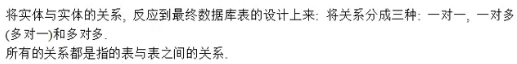 将实体与实体的关系, 反应到最终数据库表的设计上来: 将关系分成三种: 一对一, 一对多
(多对一)和多对多.
所有的关系都是指的表与表之间的关系.